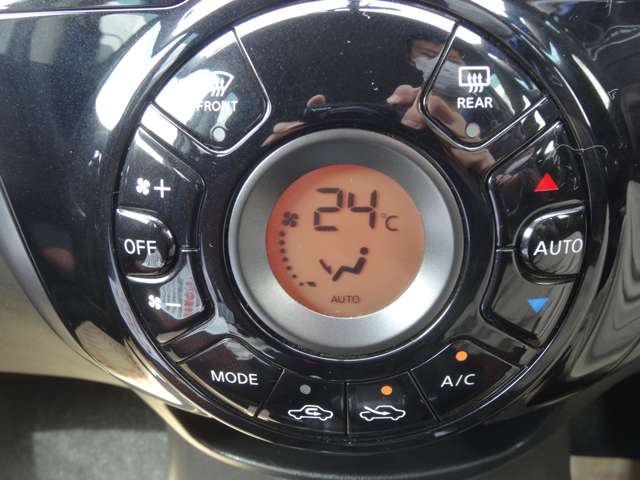 FRONT
REAR
24°C
OFF
AUTO
AUTO
MODE
A/C